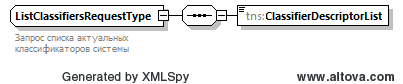 ListClassifiersRequestType
tns:ClassifierDescriptorList
Запрос списка актуальных
классификаторов системы
Generated by XMLSpy
www.altova.com